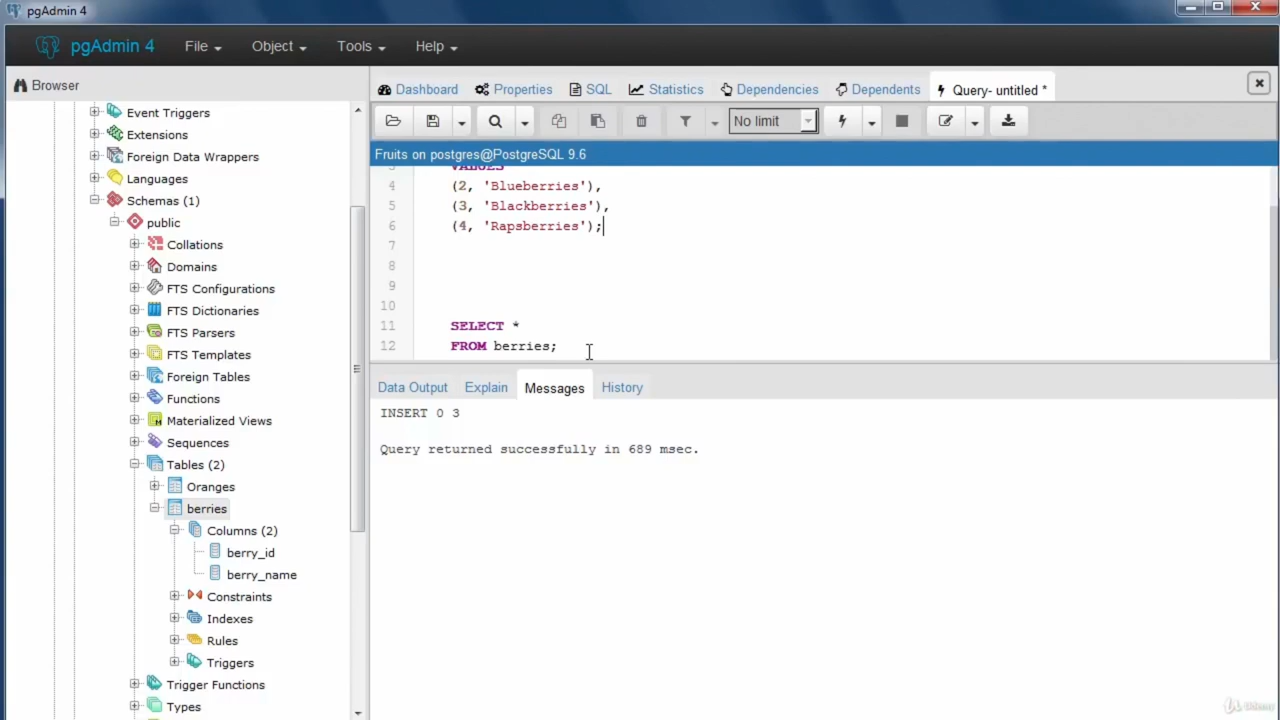 pgAdmin 4
pgAdmin 4 File Object Tools Help
Browser
Event Triggers
Extensions
Foreign Data Wrappers
Languages
Schemas (1)
public
Collations
Domains
FTS Configurations
FTS Dictionaries
FTS Parsers
FTS Templates
Foreign Tables
Functions
Materialized Views
Sequences
Tables (2)
Oranges
berries
Columns (2)
berry_id
berry_name
Constraints
Indexes
Rules
Triggers
Trigger Functions
Types
Dashboard Properties SQL Statistics Dependencies Dependents Query- untitled *
No limit
Fruits on postgres@PostgreSQL 9.6
3 VALUES
4 (2, 'Blueberries'),
5 (3, 'Blackberries'),
6 (4, 'Rapsberries');
7
8
9
10
11 SELECT *
12 FROM berries;
Data Output Explain Messages History
INSERT 0 3
Query returned successfully in 689 msec.
Udemy